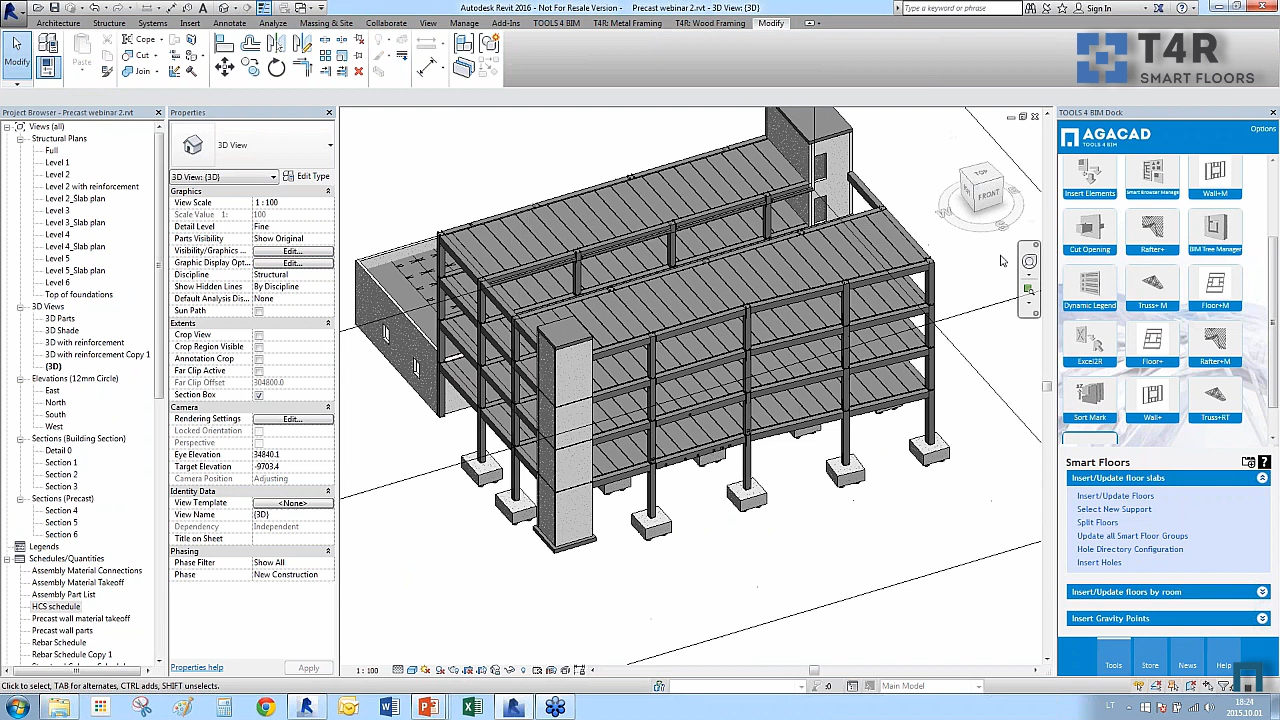 Autodesk Revit 2016 - Not For Resale Version - Precast webinar 2.rvt - 3D View: {3D}
Type a keyword or phrase
Sign In
Architecture Structure Systems Insert Annotate Analyze Massing & Site Collaborate View Manage Add-Ins TOOLS 4 BIM T4R: Metal Framing T4R: Wood Framing Modify
Modify
Paste
Cope
Cut
Join
T4R
SMART FLOORS
Project Browser - Precast webinar 2.rvt
Views (all)
Structural Plans
Full
Level 1
Level 2
Level 2 with reinforcement
Level 2_Slab plan
Level 3
Level 3_Slab plan
Level 4
Level 4_Slab plan
Level 5
Level 5_Slab plan
Level 6
Top of foundations
3D Views
3D Parts
3D Shade
3D with reinforcement
3D with reinforcement Copy 1
{3D}
Elevations (12mm Circle)
East
North
South
West
Sections (Building Section)
Detail 0
Section 1
Section 2
Section 3
Sections (Precast)
Section 4
Section 5
Section 6
Legends
Schedules/Quantities
Assembly Material Connections
Assembly Material Takeoff
Assembly Part List
HCS schedule
Precast wall material takeoff
Precast wall parts
Rebar Schedule
Rebar Schedule Copy 1
Properties
3D View
3D View: {3D}
Edit Type
Graphics
View Scale 1 : 100
Scale Value 1: 100
Detail Level Fine
Parts Visibility Show Original
Visibility/Graphics ... Edit...
Graphic Display Opt... Edit...
Discipline Structural
Show Hidden Lines By Discipline
Default Analysis Dis... None
Sun Path
Extents
Crop View
Crop Region Visible
Annotation Crop
Far Clip Active
Far Clip Offset 304800.0
Section Box
Camera
Rendering Settings Edit...
Locked Orientation
Perspective
Eye Elevation 34840.1
Target Elevation -9703.4
Camera Position Adjusting
Identity Data
View Template <None>
View Name {3D}
Dependency Independent
Title on Sheet
Phasing
Phase Filter Show All
Phase New Construction
Properties help
Apply
TOP
FRONT
W
TOOLS 4 BIM Dock
AGACAD
TOOLS 4 BIM
Options
Insert Elements Smart Browser Manager Wall+M
Cut Opening Rafter+ BIM Tree Manager
Dynamic Legend Truss+ M Floor+M
Excel2R Floor+ Rafter+M
Sort Mark Wall+ Truss+RT
Smart Floors
Insert/Update floor slabs
Insert/Update Floors
Select New Support
Split Floors
Update all Smart Floor Groups
Hole Directory Configuration
Insert Holes
Insert/Update floors by room
Insert Gravity Points
Tools Store News Help
1 : 100
Click to select, TAB for alternates, CTRL adds, SHIFT unselects.
:0
Main Model
LT
18:24
2015.10.01